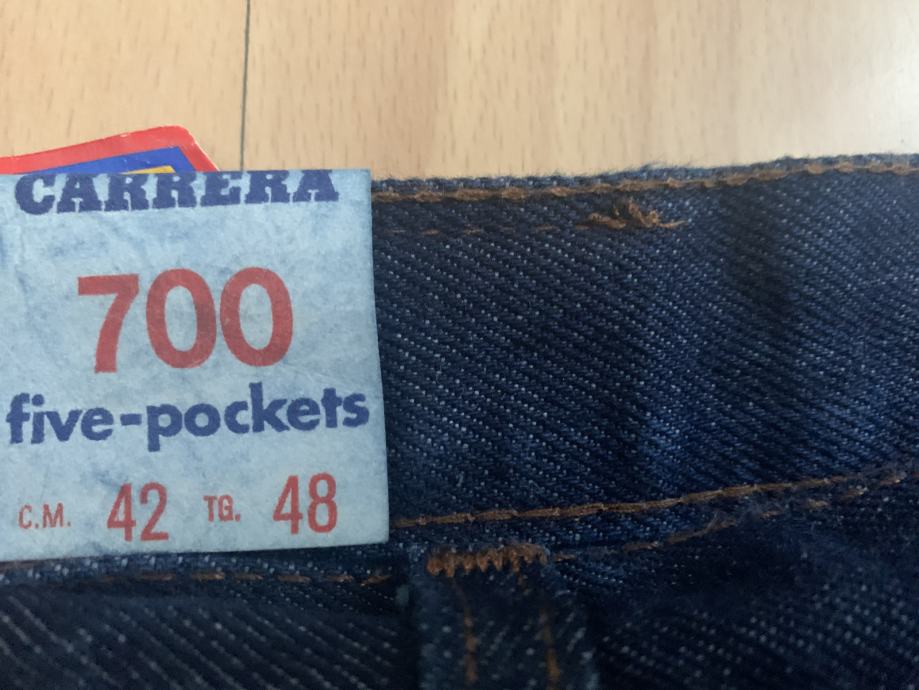 CARRERA
700
five-pockets
C.M. 42 TG. 48